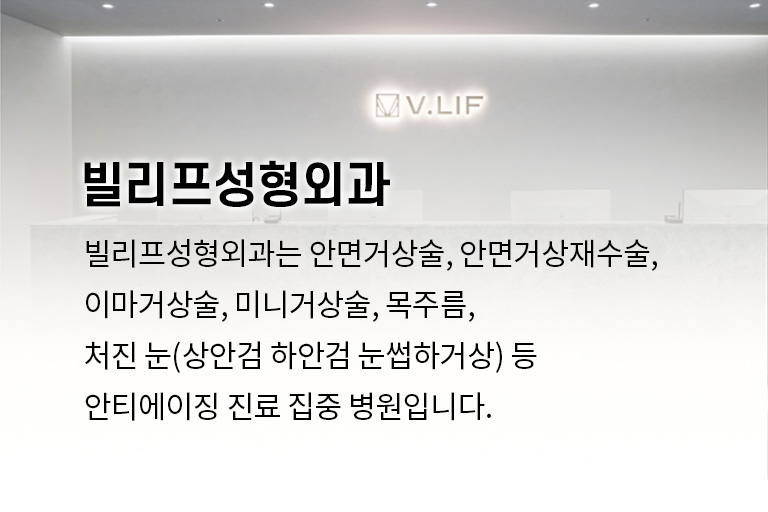 V.LIF
빌리프성형외과
빌리프성형외과는 안면거상술, 안면거상재수술,
이마거상술, 미니거상술, 목주름,
처진 눈(상안검 하안검 눈썹하거상) 등
안티에이징 진료 집중 병원입니다.